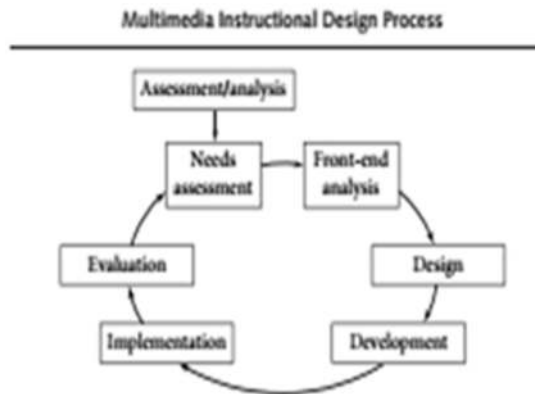 Multimedia Instructional Design Process
Assessment/analysis
Needs
assessment
Front-end
analysis
Evaluation
Design
Implementation
Development